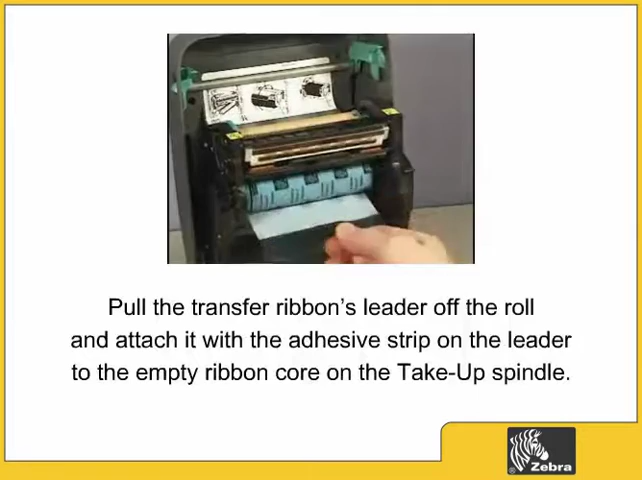 Pull the transfer ribbon's leader off the roll
and attach it with the adhesive strip on the leader
to the empty ribbon core on the Take-Up spindle.
® Zebra